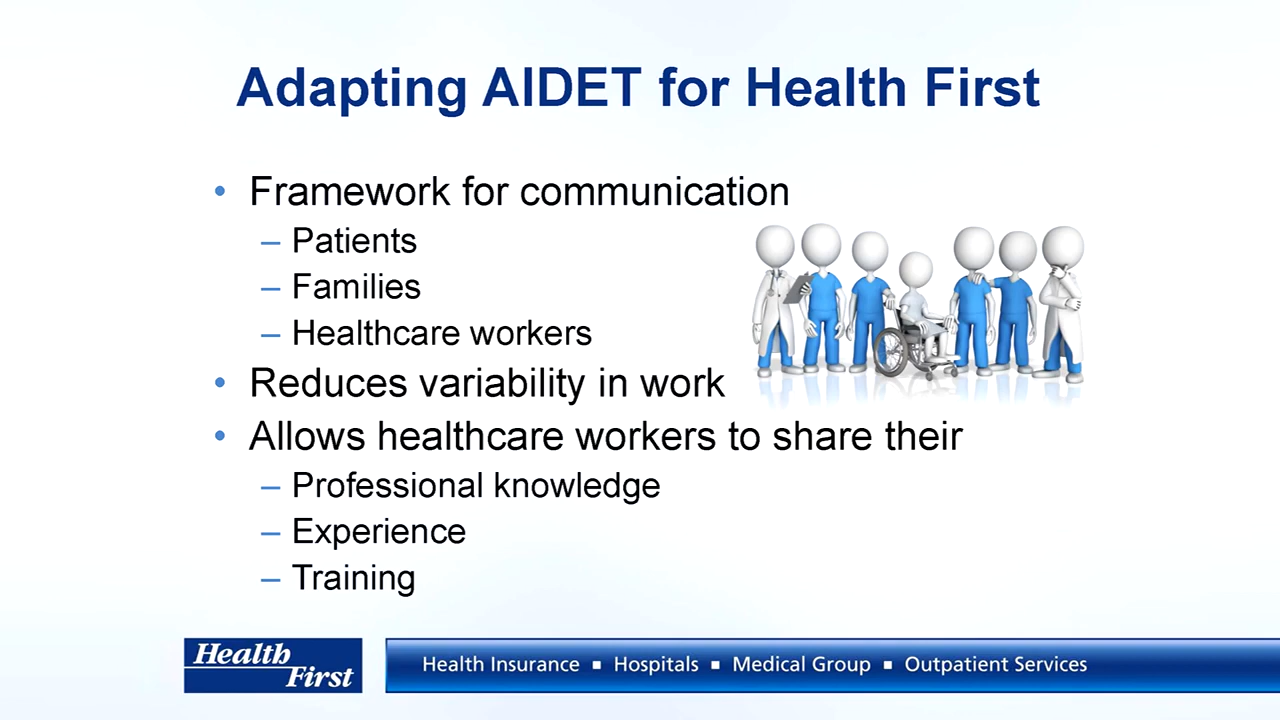 Adapting AIDET for Health First
• Framework for communication
– Patients
– Families
– Healthcare workers
• Reduces variability in work
• Allows healthcare workers to share their
– Professional knowledge
– Experience
– Training
Health
First
Health Insurance ▪ Hospitals ▪ Medical Group ▪ Outpatient Services